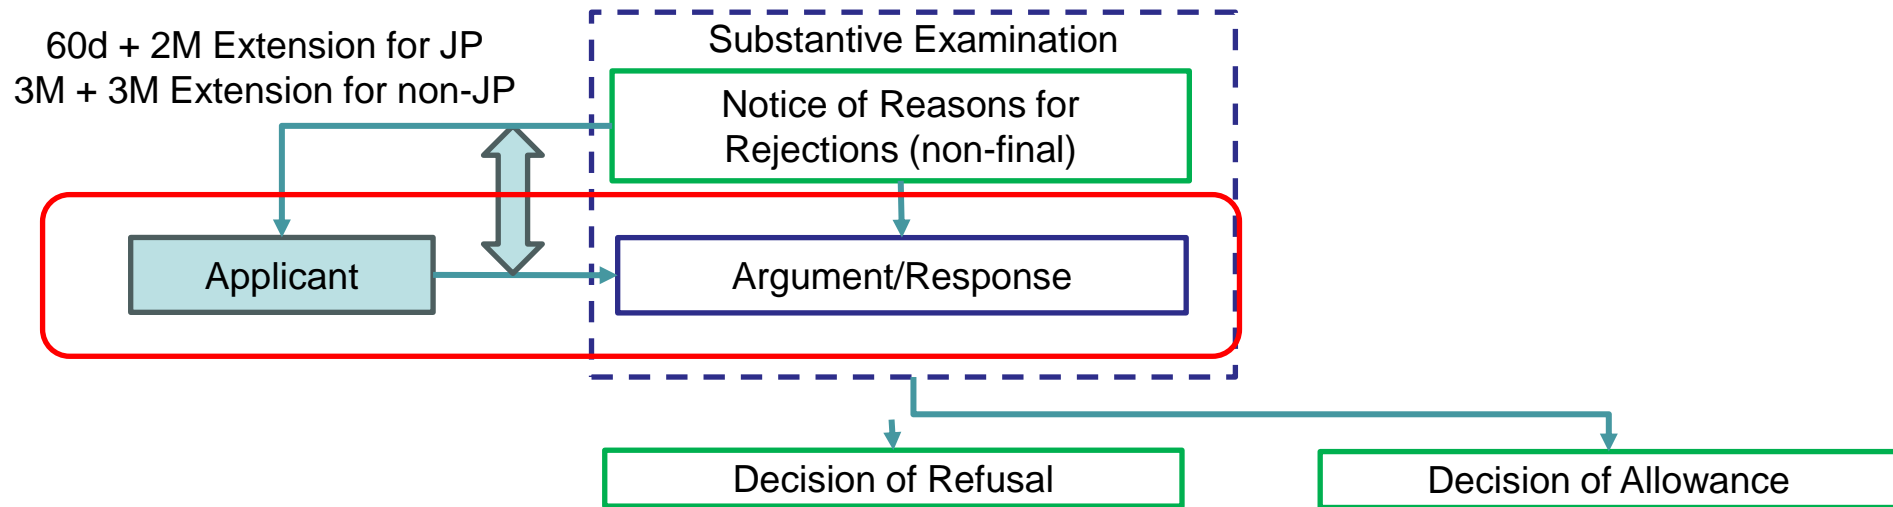 60d + 2M Extension for JP
3M + 3M Extension for non-JP
Substantive Examination
Notice of Reasons for
Rejections (non-final)
Applicant
Argument/Response
Decision of Refusal
Decision of Allowance